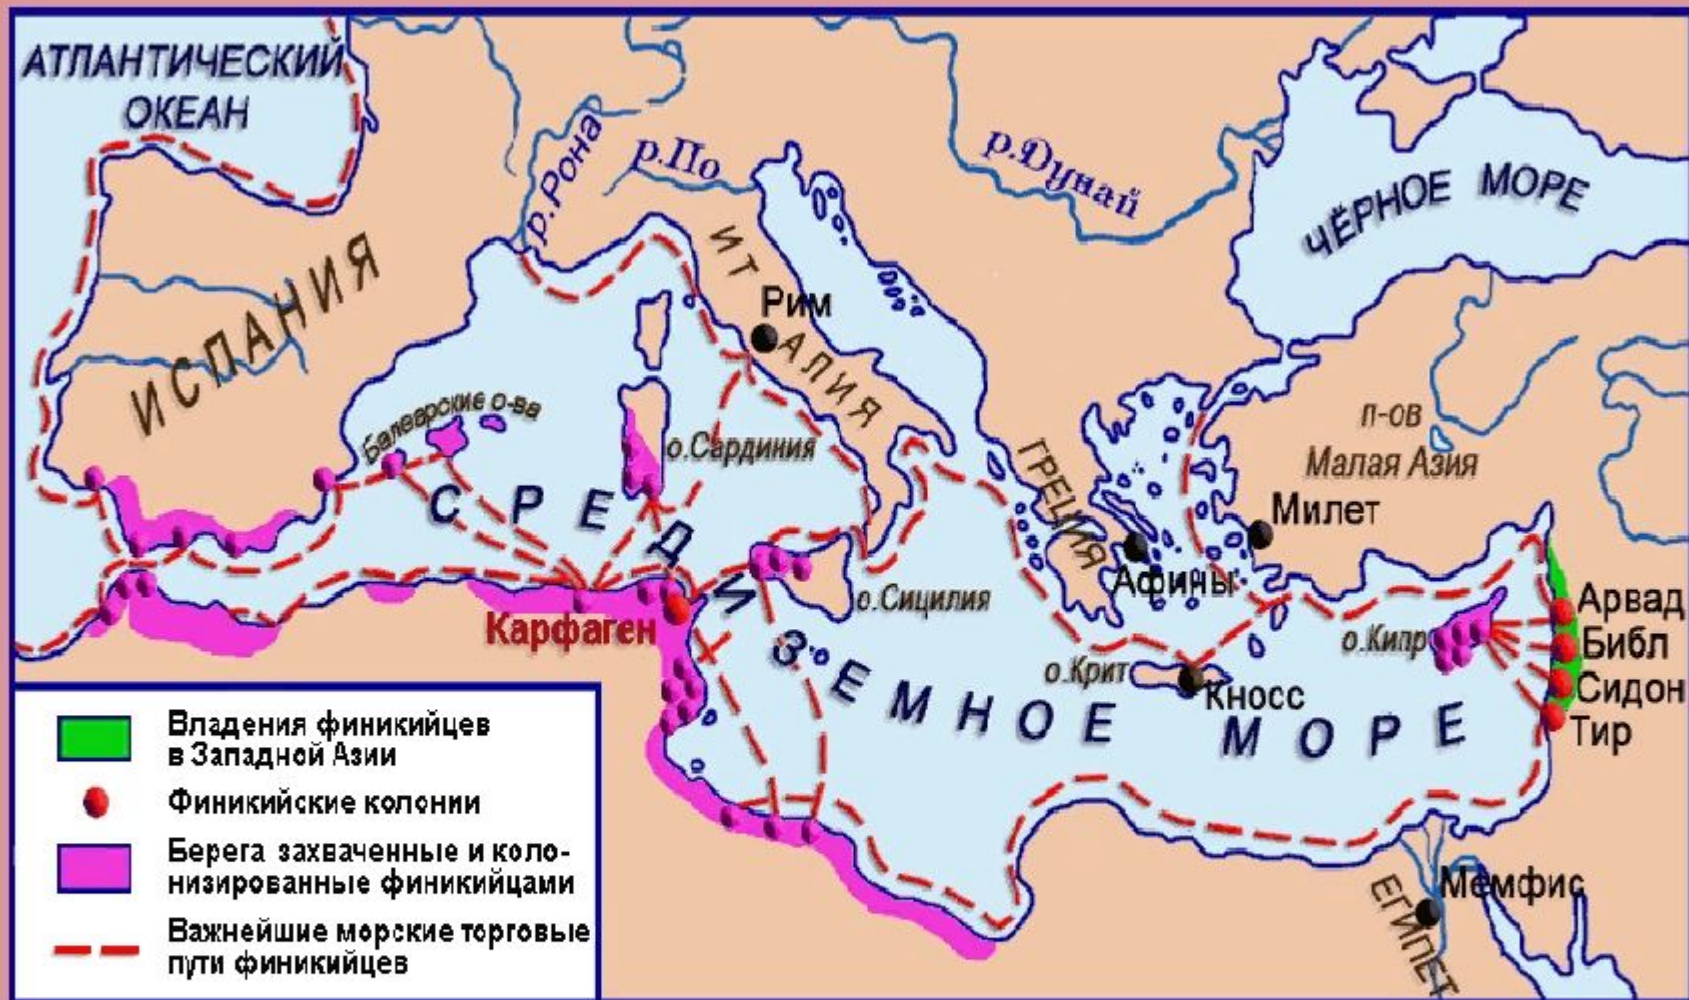 АТЛАНТИЧЕСКИЙ
ОКЕАН
р.Рона
р.По
р.Дунай
ЧЁРНОЕ МОРЕ
ИСПАНИЯ
ИТАЛИЯ
Рим
Балеарские о-ва
о.Сардиния
ГРЕЦИЯ
п-ов
Малая Азия
Милет
Афины
СРЕДИЗЕМНОЕ МОРЕ
Карфаген
о.Сицилия
о.Крит
Кносс
о.Кипр
Арвад
Библ
Сидон
Тир
Мемфис
ЕГИПЕТ
Владения финикийцев
в Западной Азии
Финикийские колонии
Берега захваченные и коло-
низированные финикийцами
Важнейшие морские торговые
пути финикийцев